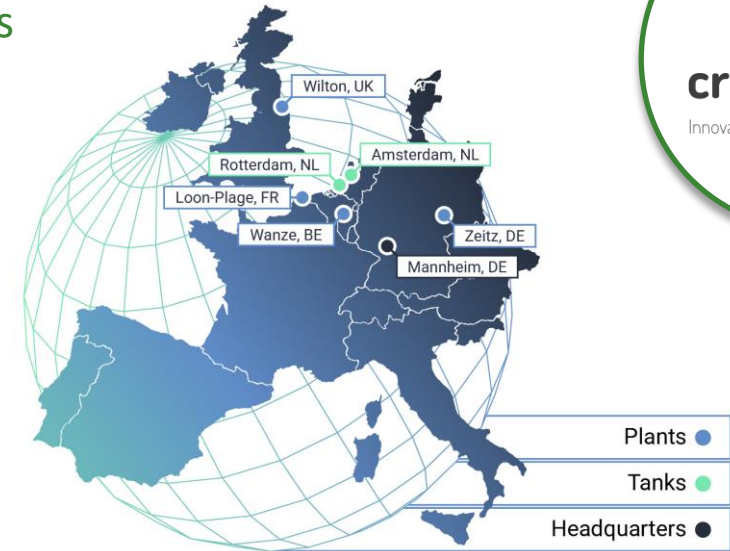 s
cr
Innova
Wilton, UK
Amsterdam, NL
Rotterdam, NL
Loon-Plage, FR
Wanze, BE
Zeitz, DE
Mannheim, DE
Plants
Tanks
Headquarters